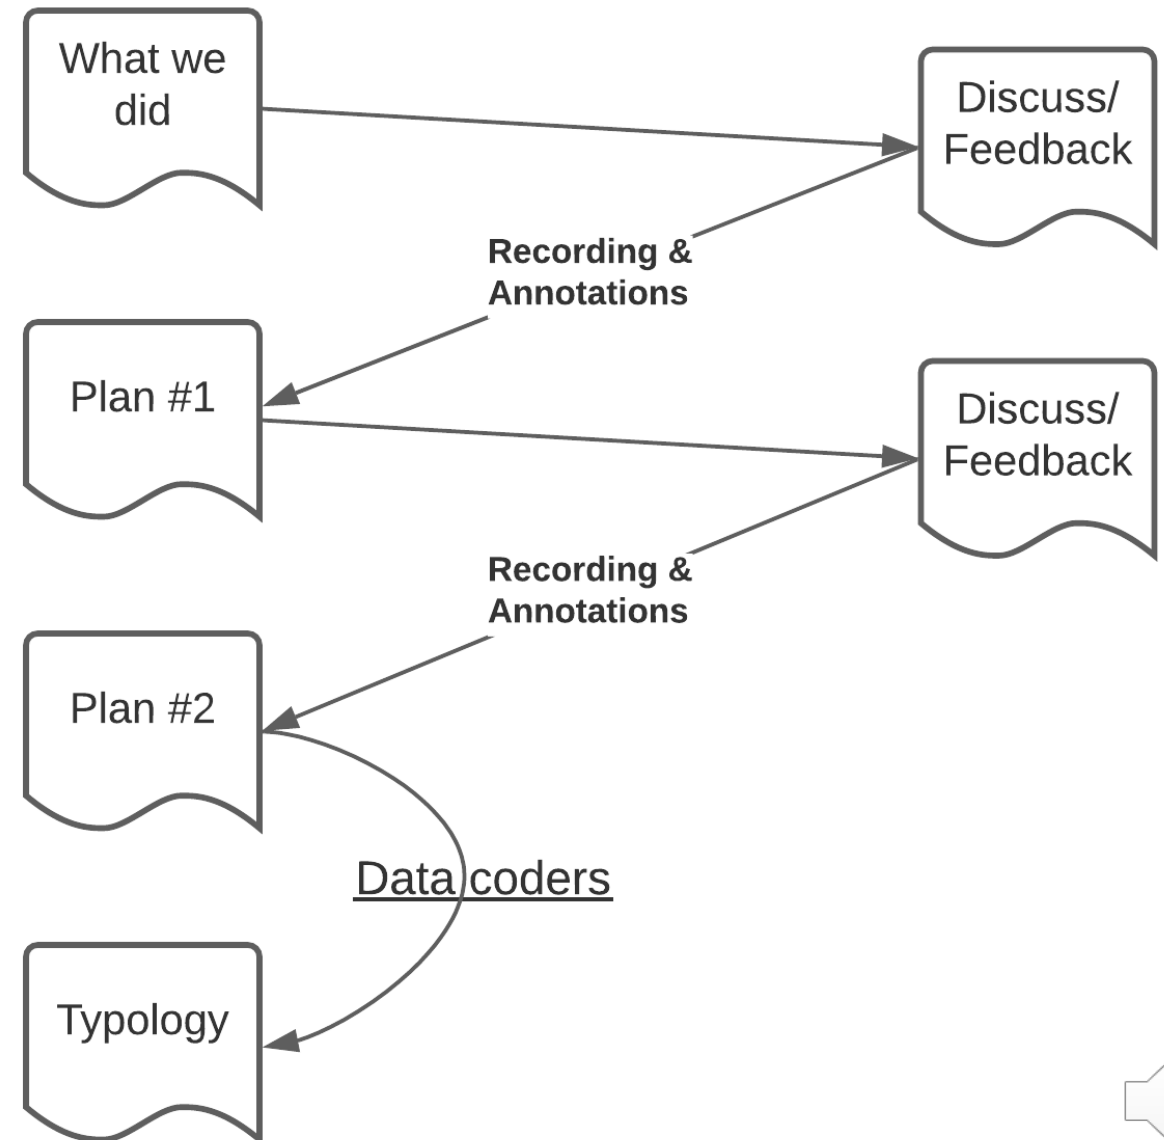 What we
did
Discuss/
Feedback
Recording &
Annotations
Plan #1
Discuss/
Feedback
Recording &
Annotations
Plan #2
Data coders
Typology